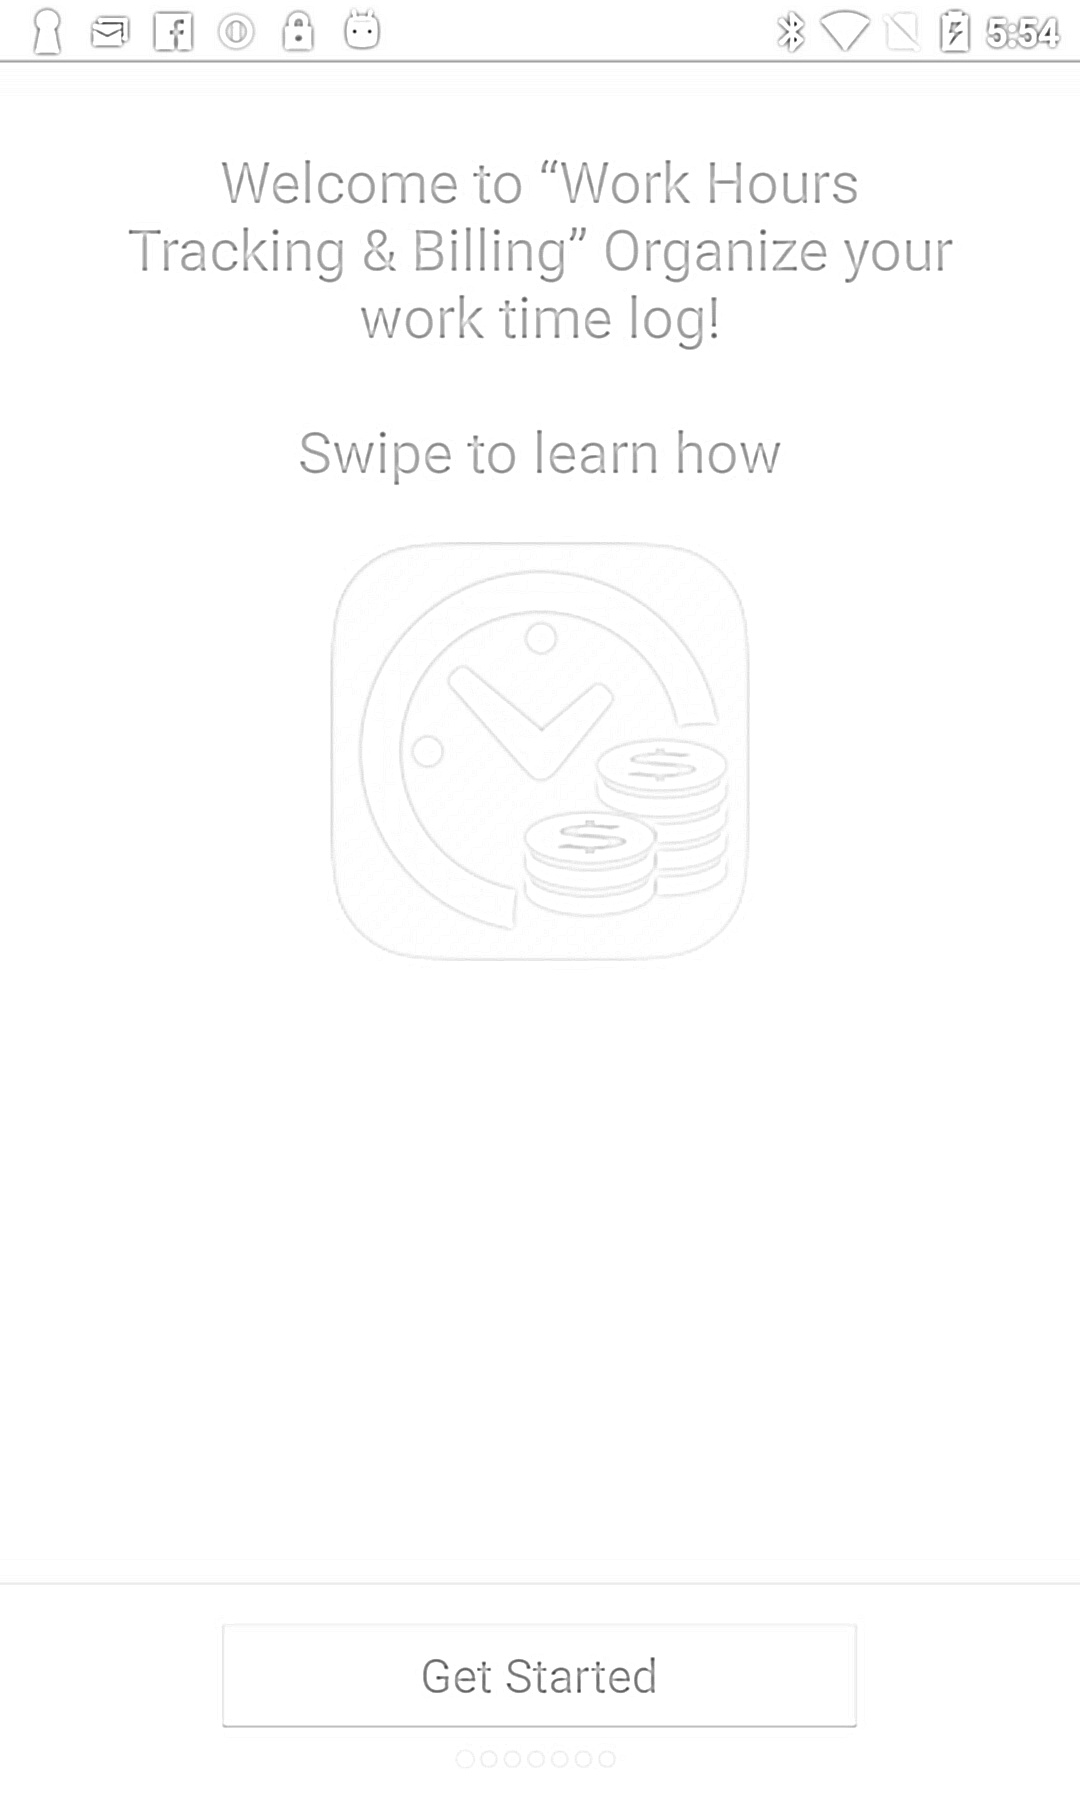 5:54
Welcome to “Work Hours
Tracking & Billing” Organize your
work time log!
Swipe to learn how
$
$
Get Started